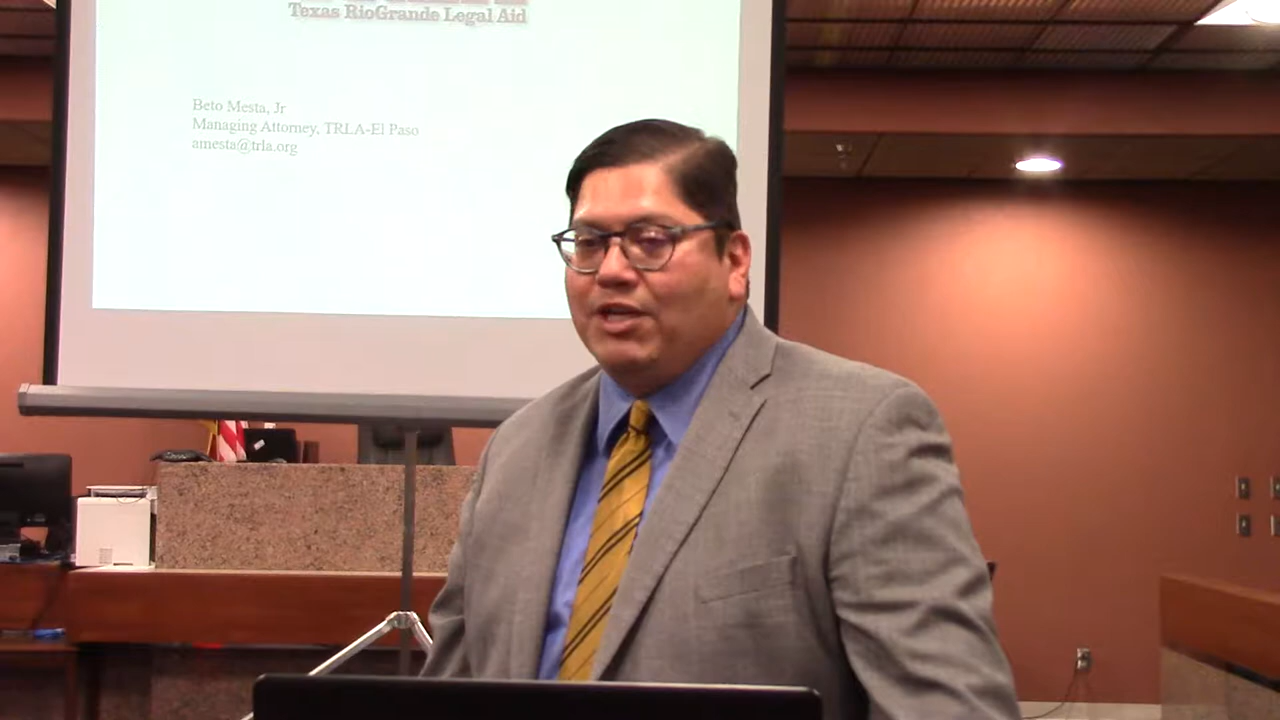 Texas RioGrande Legal Aid
Beto Mesta, Jr
Managing Attorney, TRLA-El Paso
amesta@trla.org